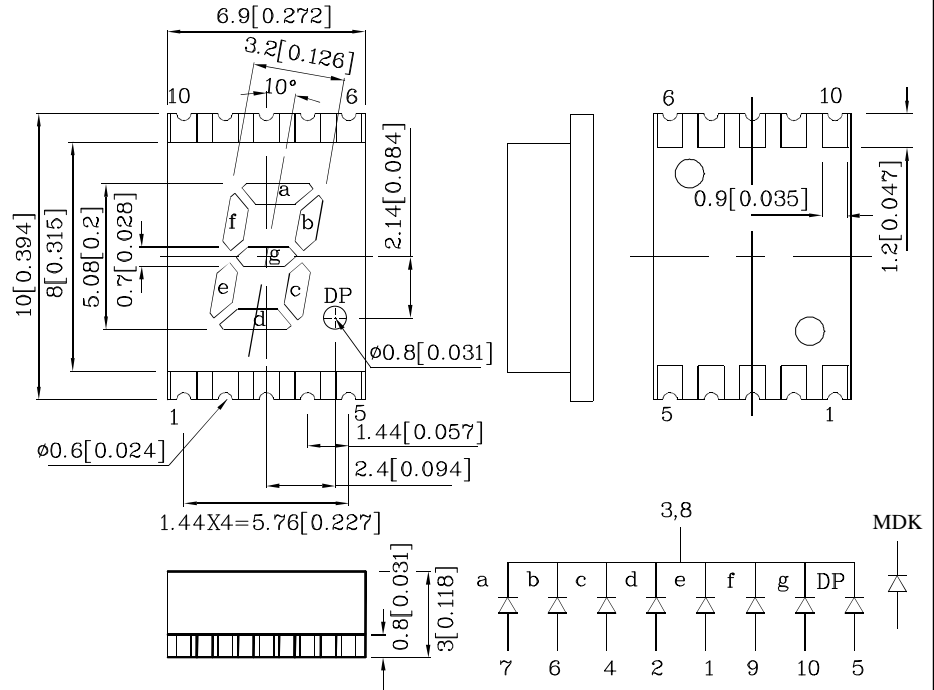 6.9[0.272]
3.2[0.126]
10°
10 6
6 10
a
f b
g
e c
d
DP
10[0.394]
8[0.315]
5.08[0.2]
0.7[0.028]
2.14[0.084]
0.9[0.035]
1.2[0.047]
ø0.8[0.031]
1 5
5 1
ø0.6[0.024]
1.44[0.057]
2.4[0.094]
1.44X4=5.76[0.227]
0.8[0.031]
3[0.118]
3,8
MDK
a b c d e f g DP
7 6 4 2 1 9 10 5